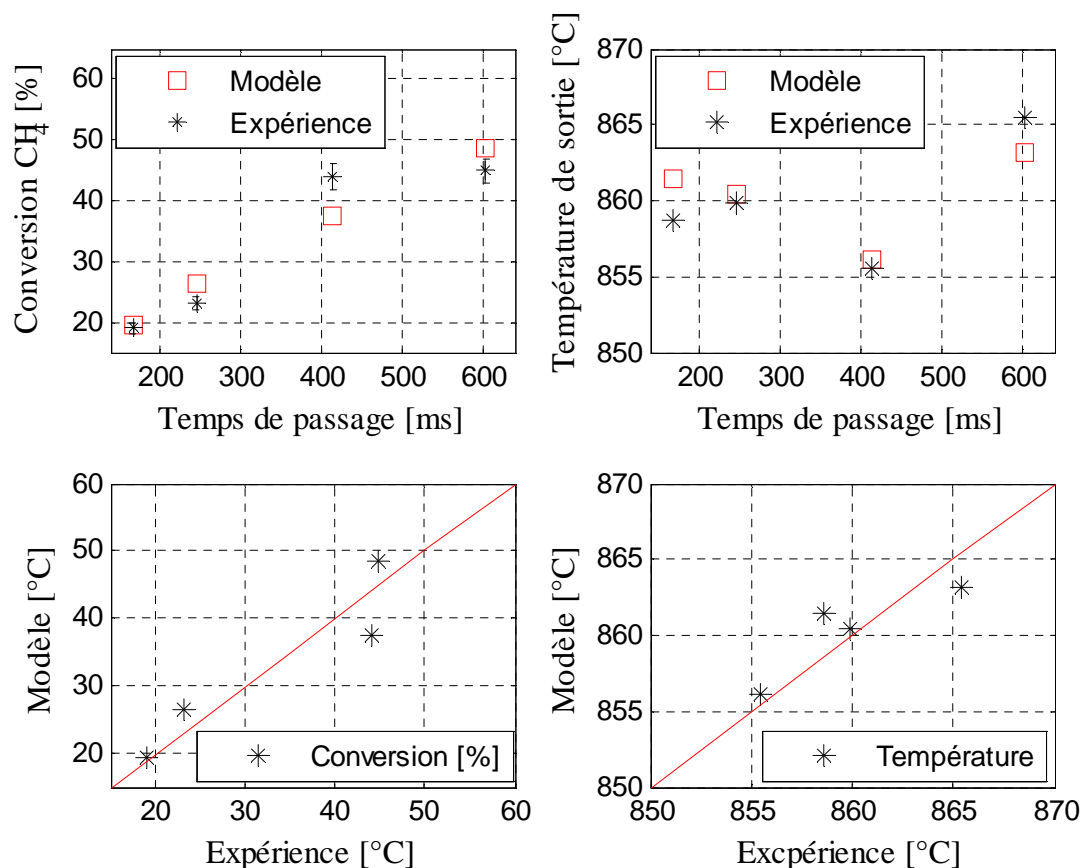 Conversion CH4 [%]
60
50
40
30
20
Modèle
Expérience
200 300 400 500 600
Temps de passage [ms]
Température de sortie [°C]
870
865
860
855
850
Modèle
Expérience
200 300 400 500 600
Temps de passage [ms]
Modèle [°C]
60
50
40
30
20
Conversion [%]
20 30 40 50 60
Expérience [°C]
Modèle [°C]
870
865
860
855
850
Température
850 855 860 865 870
Excpérience [°C]